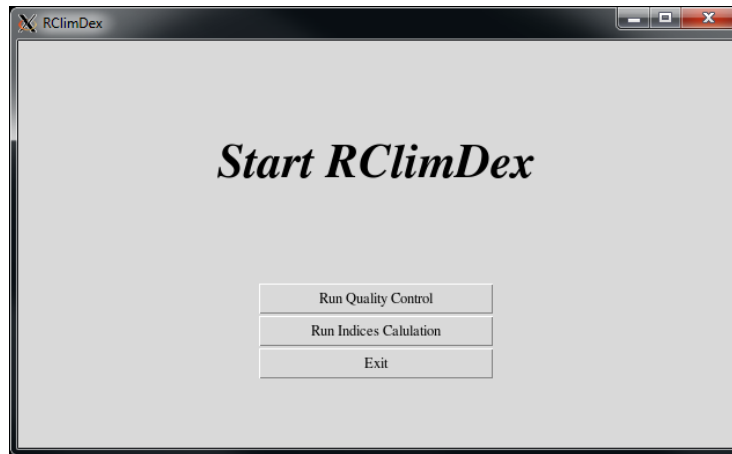 RClimDex
Start RClimDex
Run Quality Control
Run Indices Calulation
Exit